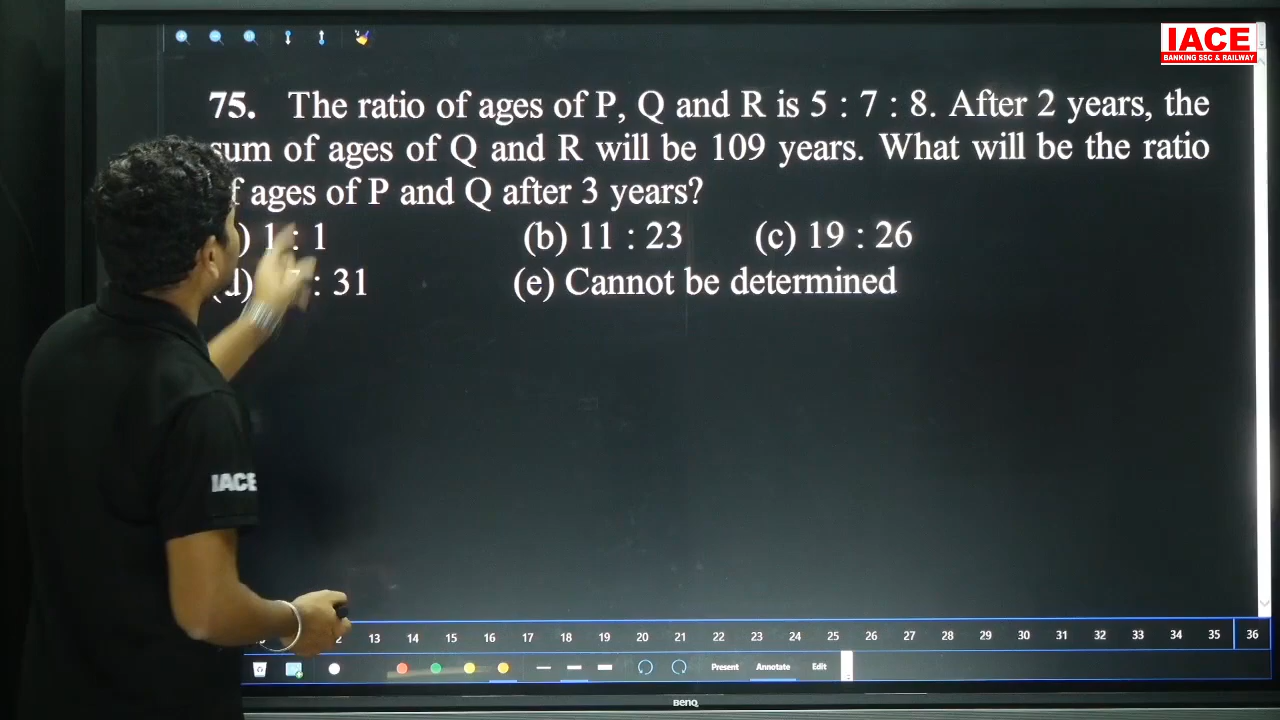 IACE
BANKING SSC & RAILWAY
75. The ratio of ages of P, Q and R is 5 : 7 : 8. After 2 years, the
sum of ages of Q and R will be 109 years. What will be the ratio
ages of P and Q after 3 years?
1 : 1 (b) 11 : 23 (c) 19 : 26
(d) : 31 (e) Cannot be determined
IACE
13 14 15 16 17 18 19 20 21 22 23 24 25 26 27 28 29 30 31 32 33 34 35 36
Present Annotate Edit
BenQ